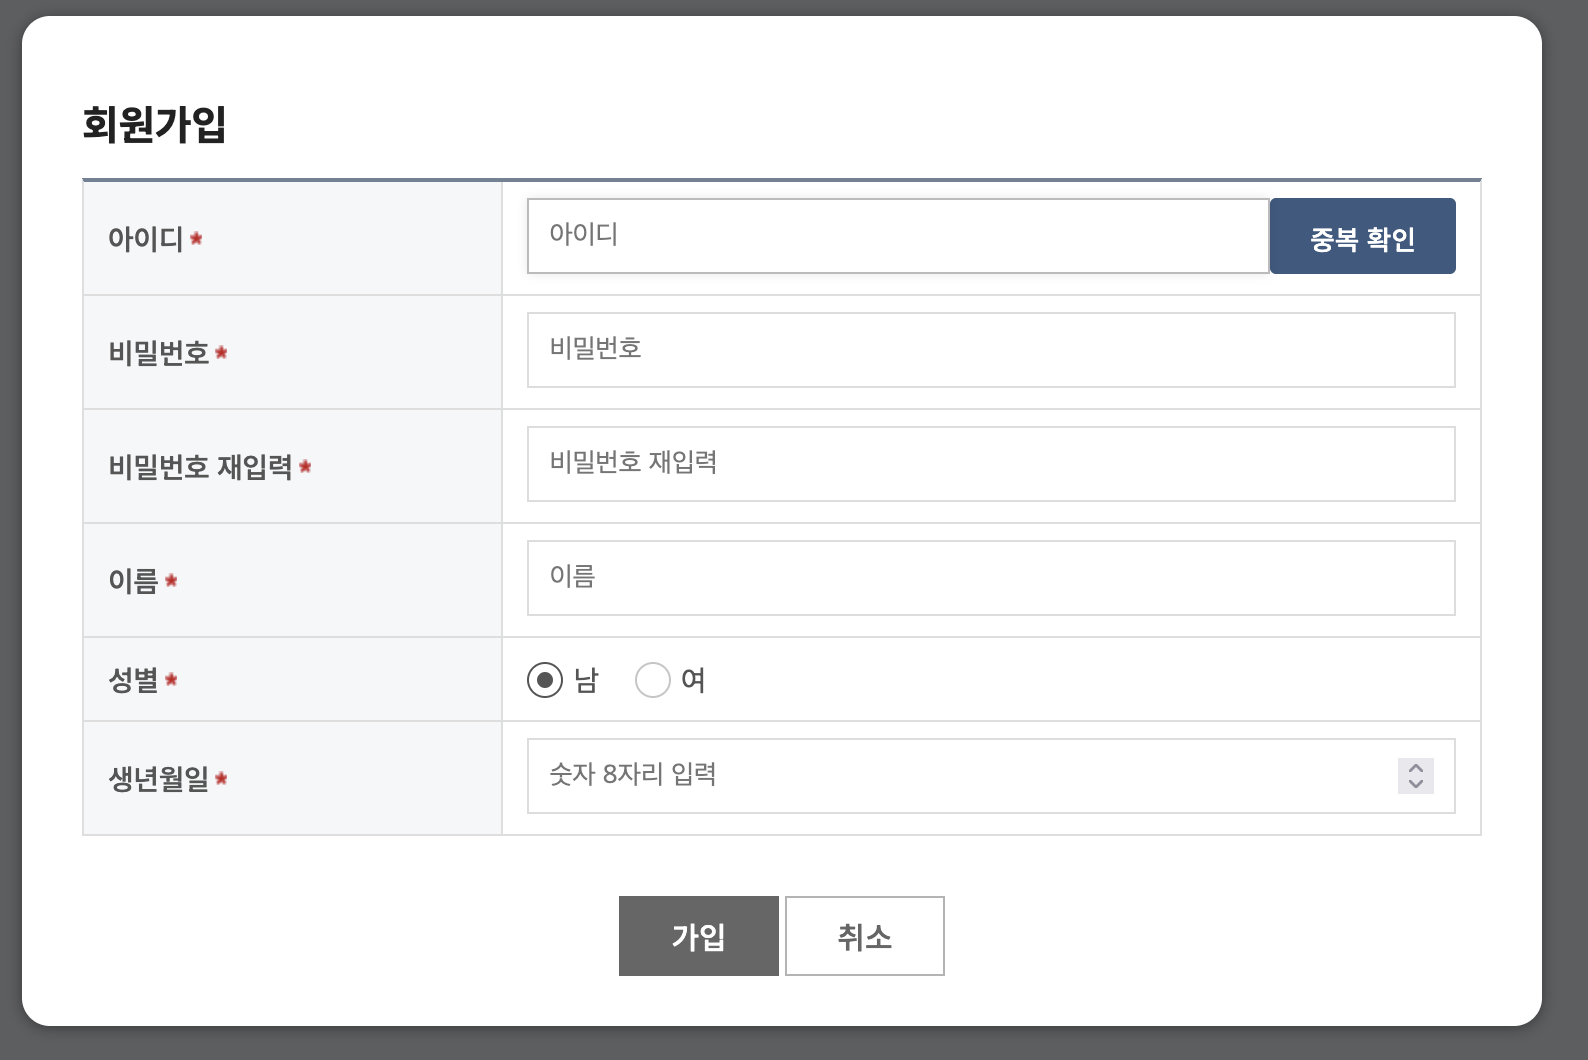 회원가입
아이디 * 아이디 중복 확인
비밀번호 * 비밀번호
비밀번호 재입력 * 비밀번호 재입력
이름 * 이름
성별 * 남 여
생년월일 * 숫자 8자리 입력
가입 취소